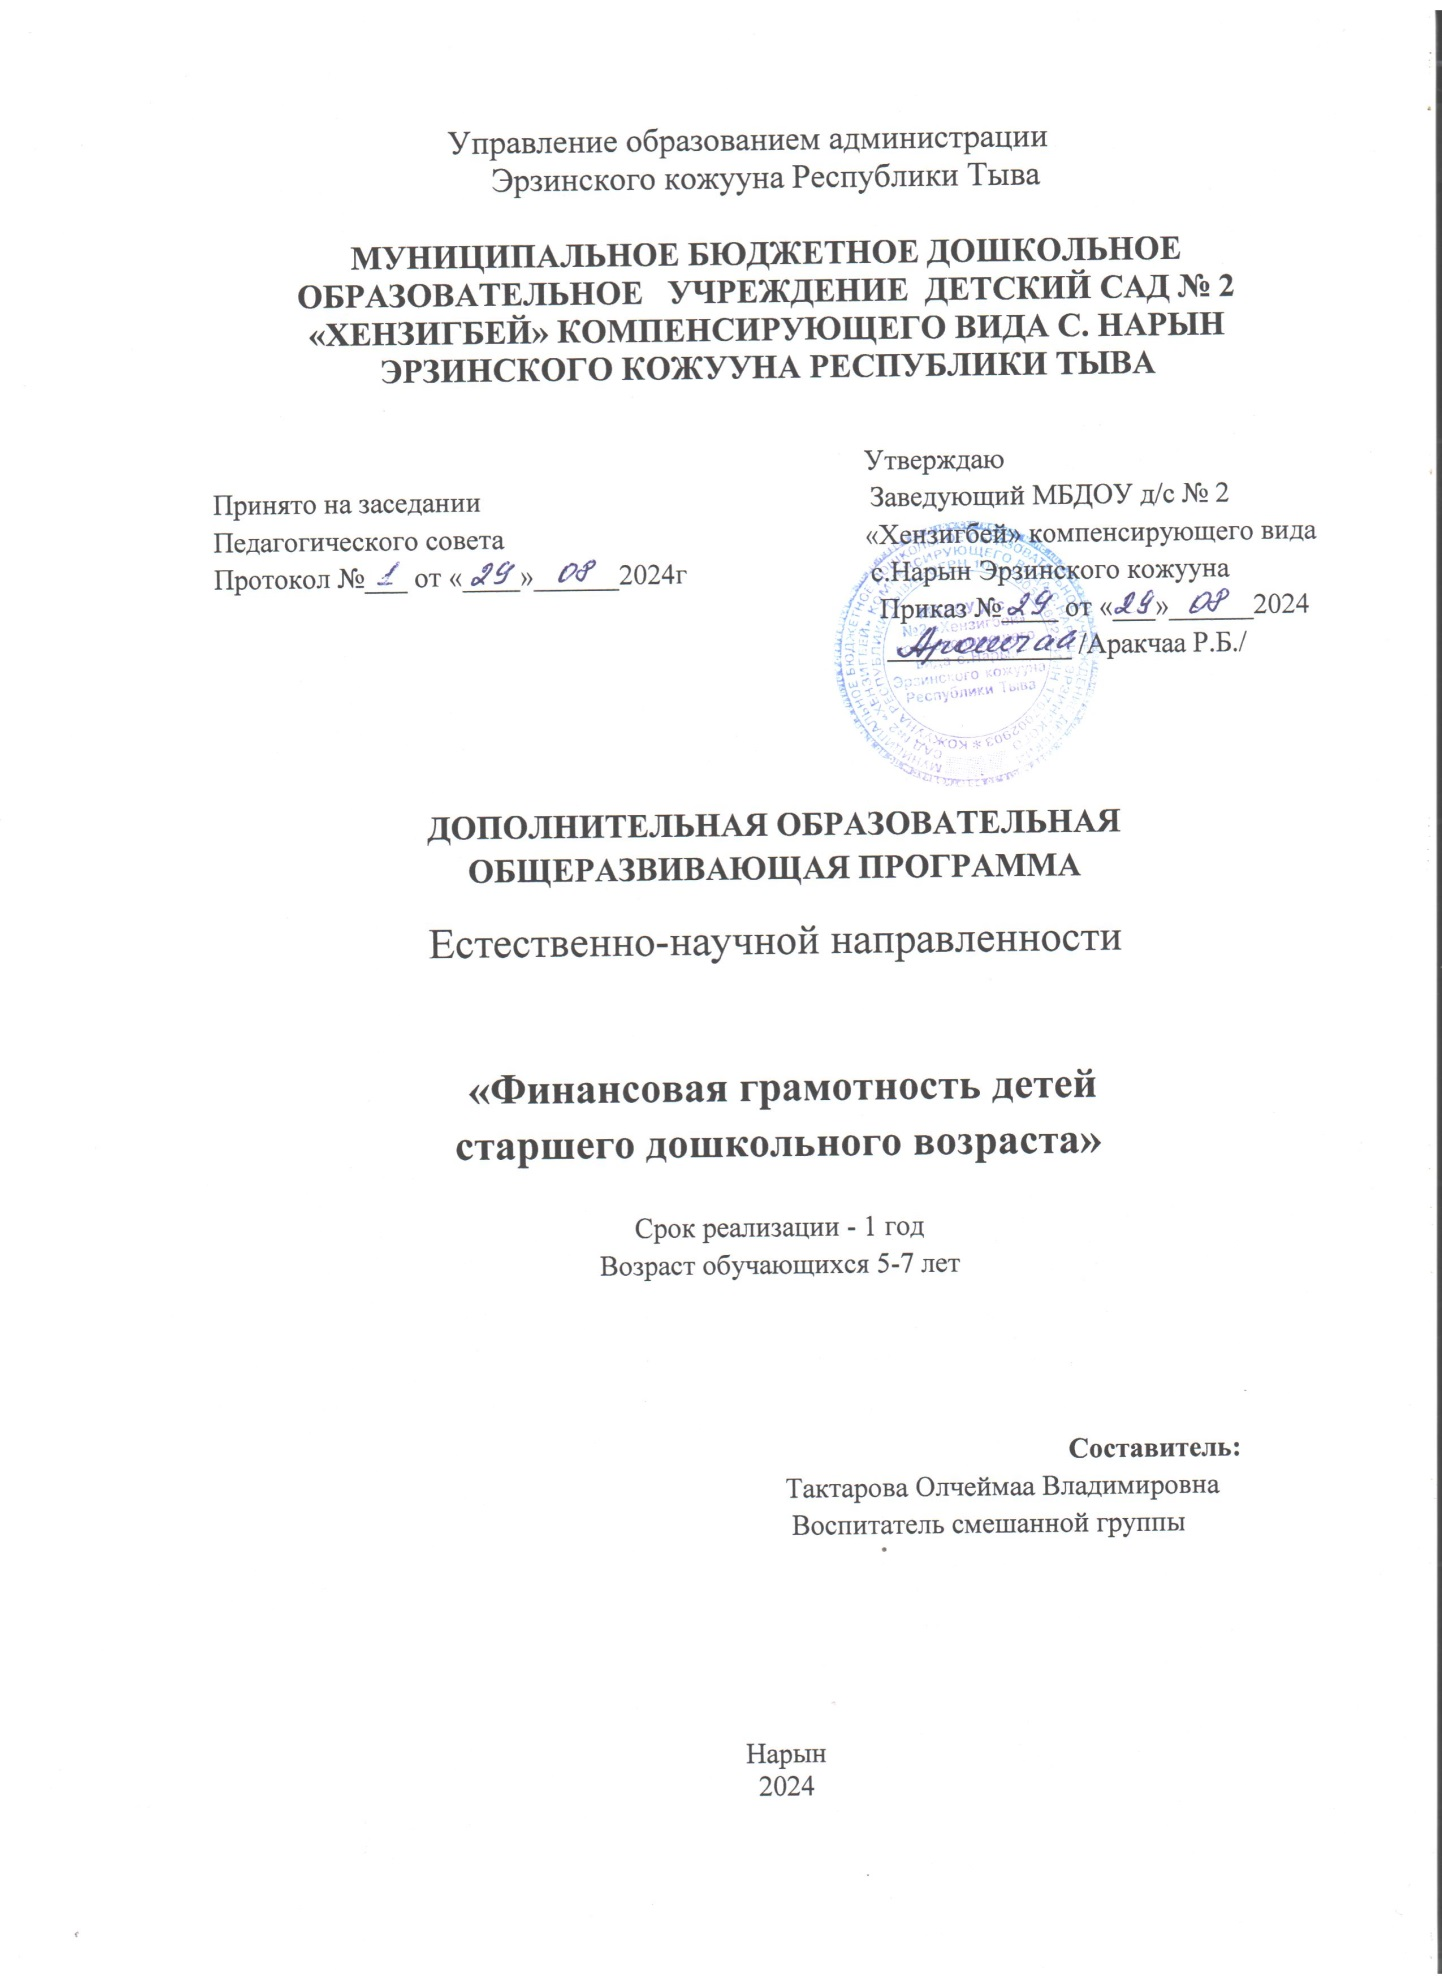 Управление образованием администрации
Эрзинского кожууна Республики Тыва
МУНИЦИПАЛЬНОЕ БЮДЖЕТНОЕ ДОШКОЛЬНОЕ
ОБРАЗОВАТЕЛЬНОЕ УЧРЕЖДЕНИЕ ДЕТСКИЙ САД № 2
«ХЕНЗИГБЕЙ» КОМПЕНСИРУЮЩЕГО ВИДА С. НАРЫН
ЭРЗИНСКОГО КОЖУУНА РЕСПУБЛИКИ ТЫВА
Принято на заседании
Педагогического совета
Протокол № 1 от « 29 » 08 2024г
Утверждаю
Заведующий МБДОУ д/с № 2
«Хензигбей» компенсирующего вида
с.Нарын Эрзинского кожууна
Приказ № 29 от «29» 08 2024
/Аракчаа Р.Б./
Эрзинского кожууна
Республики Тыва
ДОПОЛНИТЕЛЬНАЯ ОБРАЗОВАТЕЛЬНАЯ
ОБЩЕРАЗВИВАЮЩАЯ ПРОГРАММА
Естественно-научной направленности
«Финансовая грамотность детей
старшего дошкольного возраста»
Срок реализации - 1 год
Возраст обучающихся 5-7 лет
Составитель:
Тактарова Олчеймаа Владимировна
Воспитатель смешанной группы
Нарын
2024